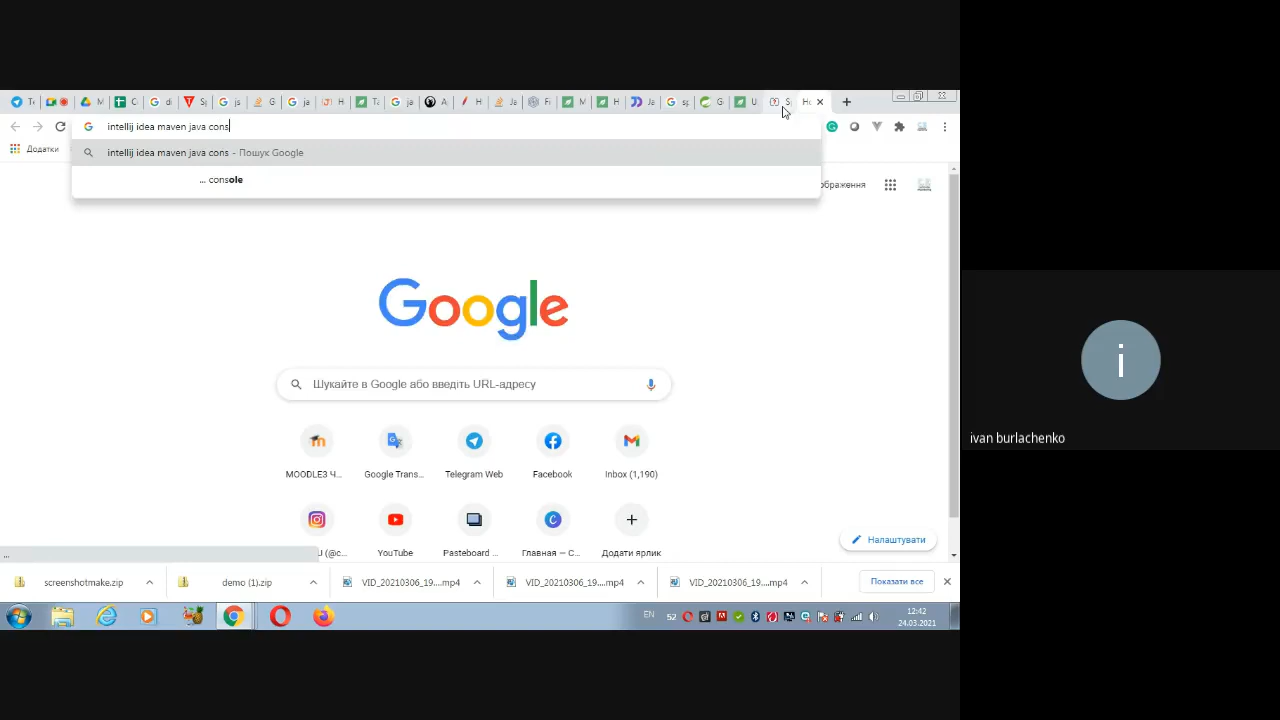 intellij idea maven java cons
Додатки
intellij idea maven java cons - Пошук Google
... console
ображення
Google
Шукайте в Google або введіть URL-адресу
MOODLE3 Ч...
Google Trans...
Telegram Web
Facebook
Inbox (1,190)
U (@c...
YouTube
Pasteboard ...
Главная — С...
Додати ярлик
Налаштувати
...
screenshotmake.zip
demo (1).zip
VID_20210306_19....mp4
VID_20210306_19....mp4
VID_20210306_19....mp4
Показати все
EN
52
12:42
24.03.2021
i
ivan burlachenko